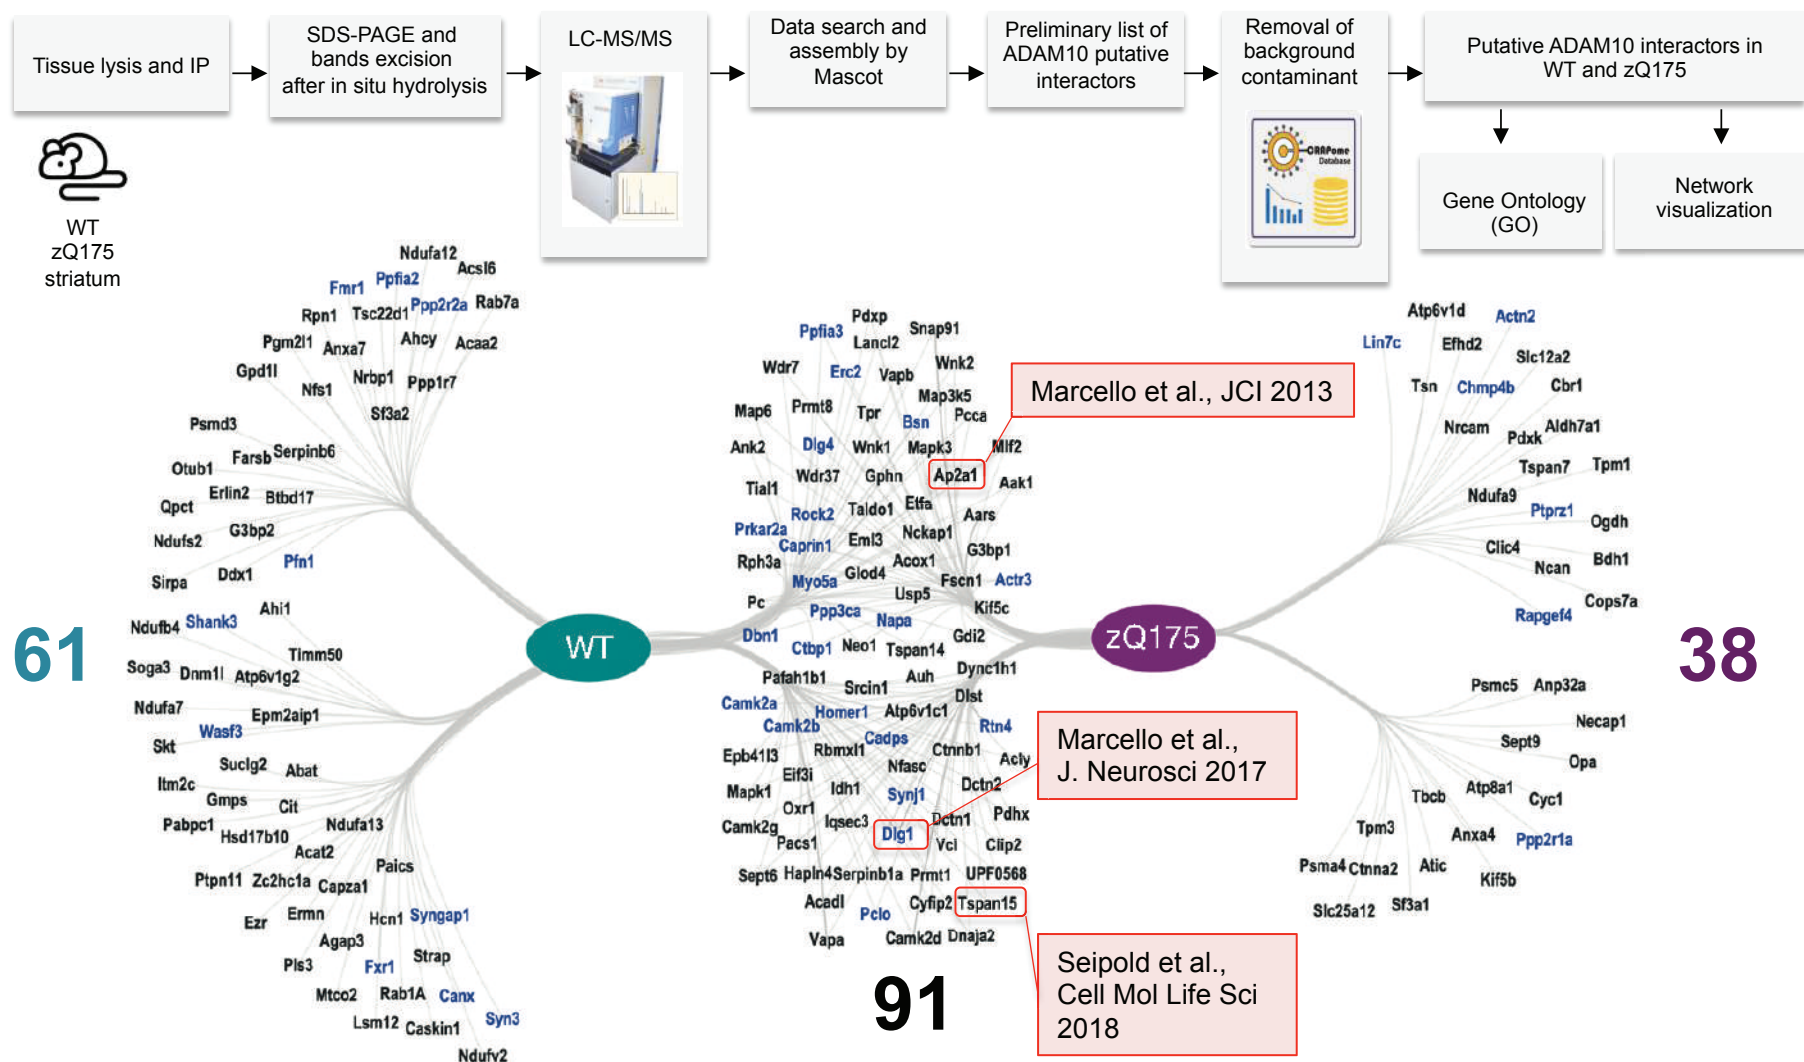 Tissue lysis and IP
SDS-PAGE and
bands excision
after in situ hydrolysis
LC-MS/MS
Data search and
assembly by
Mascot
Preliminary list of
ADAM10 putative
interactors
Removal of
background
contaminant
CRAPome
Database
Putative ADAM10 interactors in
WT and zQ175
Gene Ontology
(GO)
Network
visualization
WT
zQ175
striatum
Ndufa12
Acsl6
Fmr1
Ppfia2
Rpn1
Tsc22d1
Ppp2r2a
Rab7a
Pgm2l1
Anxa7
Ahcy
Acaa2
Gpd1l
Nfs1
Nrbp1
Ppp1r7
Sf3a2
Psmd3
Farsb
Serpinb6
Otub1
Erlin2
Btbd17
Qpct
G3bp2
Ndufs2
Pfn1
Sirpa
Ddx1
Ahi1
Ndufb4
Shank3
Timm50
Soga3
Dnm1l
Atp6v1g2
Ndufa7
Epm2aip1
Wasf3
Skt
Suclg2
Abat
Itm2c
Gmps
Cit
Pabpc1
Hsd17b10
Ndufa13
Acat2
Paics
Ptpn11
Zc2hc1a
Capza1
Ezr
Ermn
Hcn1
Syngap1
Agap3
Strap
Pls3
Fxr1
Mtco2
Rab1A
Canx
Lsm12
Caskin1
Syn3
Ndufv2
61
WT
Pdxp
Ppfia3
Snap91
Lancl2
Wdr7
Erc2
Vapb
Wnk2
Map3k5
Map6
Prmt8
Tpr
Bsn
Pcca
Ank2
Dlg4
Wnk1
Mapk3
Mlf2
Wdr37
Gphn
Ap2a1
Aak1
Tial1
Rock2
Taldo1
Etfa
Aars
Prkar2a
Caprin1
Eml3
Nckap1
G3bp1
Rph3a
Glod4
Acox1
Myo5a
Fscn1
Actr3
Pc
Ppp3ca
Usp5
Kif5c
Napa
Dbn1
Ctbp1
Neo1
Tspan14
Gdi2
Pafah1b1
Auh
Dync1h1
Srcin1
Dlst
Camk2a
Homer1
Atp6v1c1
Camk2b
Cadps
Rtn4
Epb41l3
Rbmxl1
Ctnnb1
Acly
Eif3i
Nfasc
Mapk1
Idh1
Synj1
Dctn2
Oxr1
Pdhx
Camk2g
Iqsec3
Dlg1
Dctn1
Pacs1
Vcl
Clip2
Sept6
Hapln4
Serpinb1a
Prmt1
UPF0568
Acadl
Pclo
Cyfip2
Tspan15
Vapa
Camk2d
Dnaja2
91
Marcello et al., JCI 2013
Marcello et al.,
J. Neurosci 2017
Seipold et al.,
Cell Mol Life Sci
2018
zQ175
Atp6v1d
Actn2
Lin7c
Efhd2
Slc12a2
Tsn
Chmp4b
Cbr1
Nrcam
Pdxk
Aldh7a1
Tspan7
Tpm1
Ndufa9
Ptprz1
Ogdh
Clic4
Ncan
Bdh1
Cops7a
Rapgef4
38
Psmc5
Anp32a
Necap1
Sept9
Opa
Atp8a1
Tbcb
Cyc1
Tpm3
Anxa4
Ppp2r1a
Psma4
Ctnna2
Atic
Kif5b
Slc25a12
Sf3a1